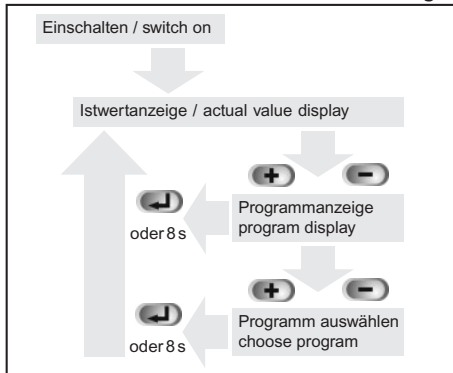 Einschalten / switch on
Istwertanzeige / actual value display
+ -
oder 8 s
Programmanzeige
program display
+ -
oder 8 s
Programm auswählen
choose program